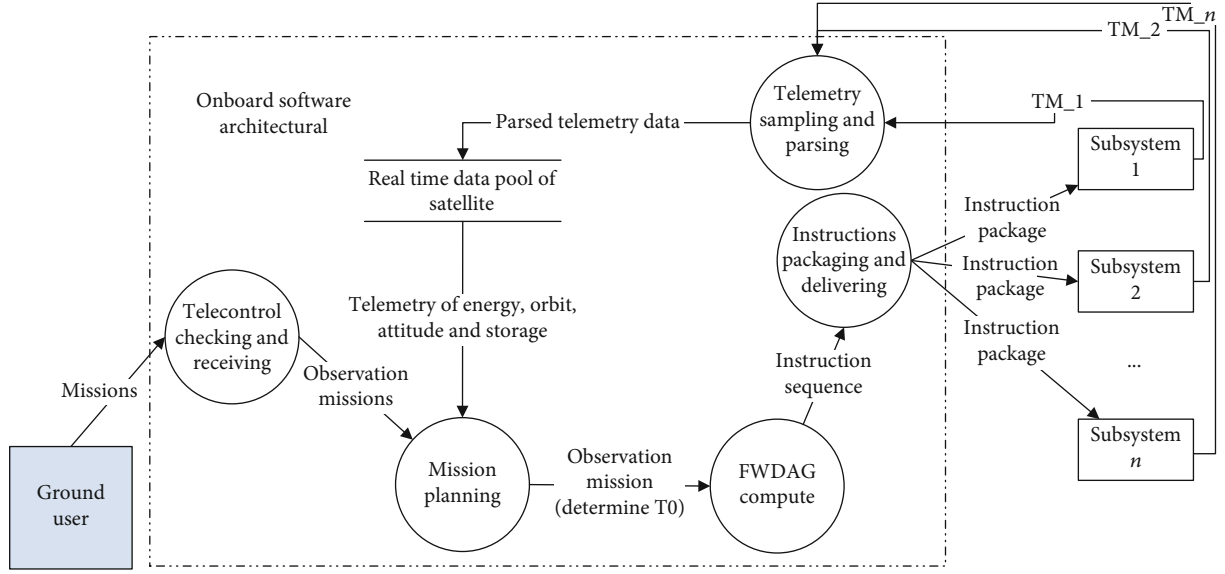 TM_n
TM_2
TM_1
Onboard software
architectural
Parsed telemetry data
Telemetry
sampling and
parsing
Real time data pool of
satellite
Subsystem
1
Instruction
package
Instructions
packaging and
delivering
Instruction
package
Subsystem
2
Telemetry of energy, orbit,
attitude and storage
Telecontrol
checking and
receiving
Instruction
package
...
Missions
Observation
missions
Instruction
sequence
Subsystem
n
Ground
user
Mission
planning
Observation
mission
(determine T0)
FWDAG
compute